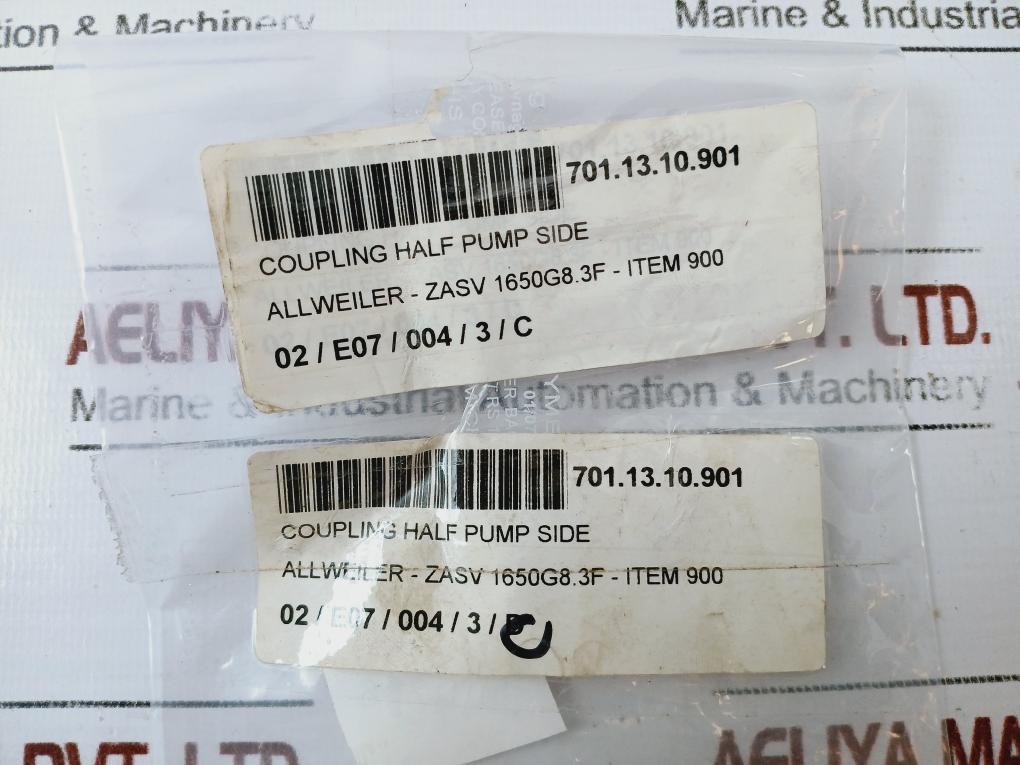 tion & Machinery
Marine & Industria
701.13.10.901
COUPLING HALF PUMP SIDE
ALLWEILER - ZASV 1650G8.3F - ITEM 900
02 / E07 / 004 / 3 / C
AELIYA
T. LTD.
Marine & Industrial Automation & Machinery
701.13.10.901
COUPLING HALF PUMP SIDE
ALLWEILER - ZASV 1650G8.3F - ITEM 900
02 / E07 / 004 / 3 / C
PVT. LTD.
AELIYA MA